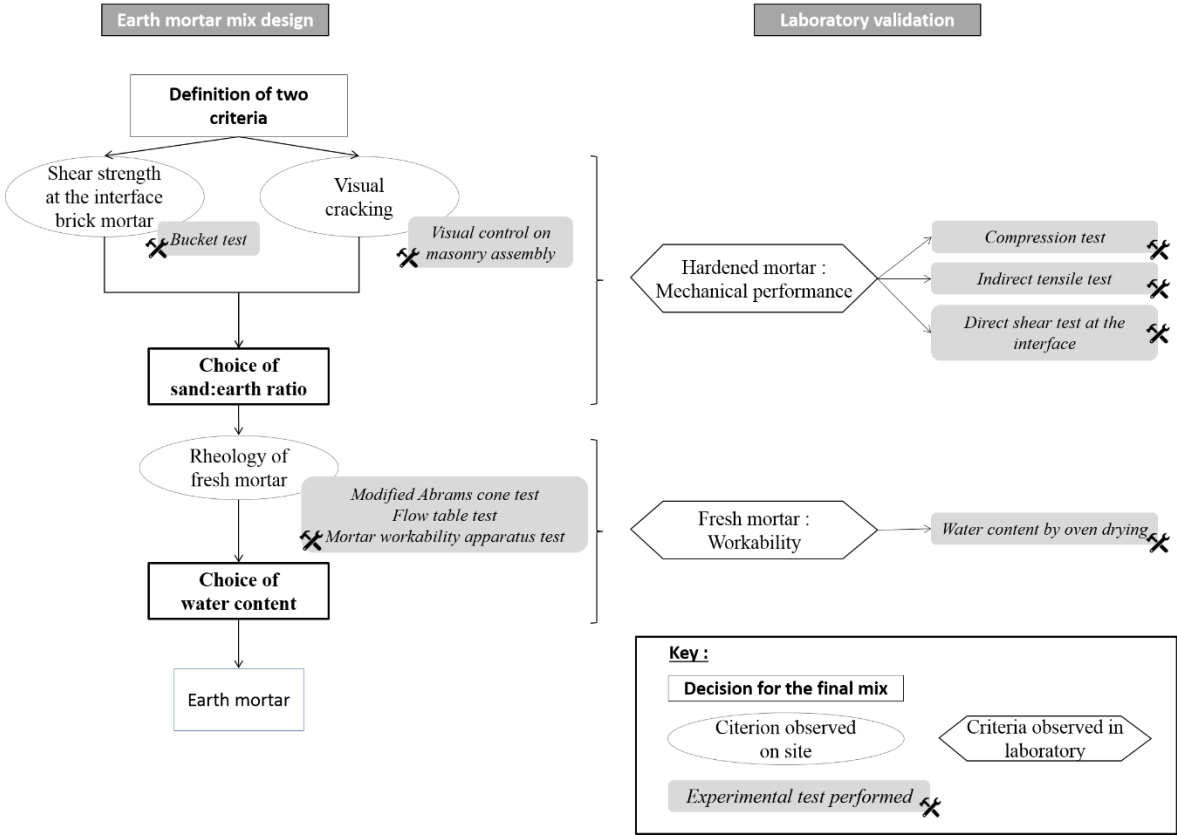 Earth mortar mix design
Laboratory validation
Definition of two
criteria
Shear strength
at the interface
brick mortar
Bucket test
Visual
cracking
Visual control on
masonry assembly
Choice of
sand:earth ratio
Hardened mortar :
Mechanical performance
Compression test
Indirect tensile test
Direct shear test at the
interface
Rheology of
fresh mortar
Modified Abrams cone test
Flow table test
Mortar workability apparatus test
Choice of
water content
Earth mortar
Fresh mortar :
Workability
Water content by oven drying
Key :
Decision for the final mix
Citerion observed
on site
Criteria observed in
laboratory
Experimental test performed